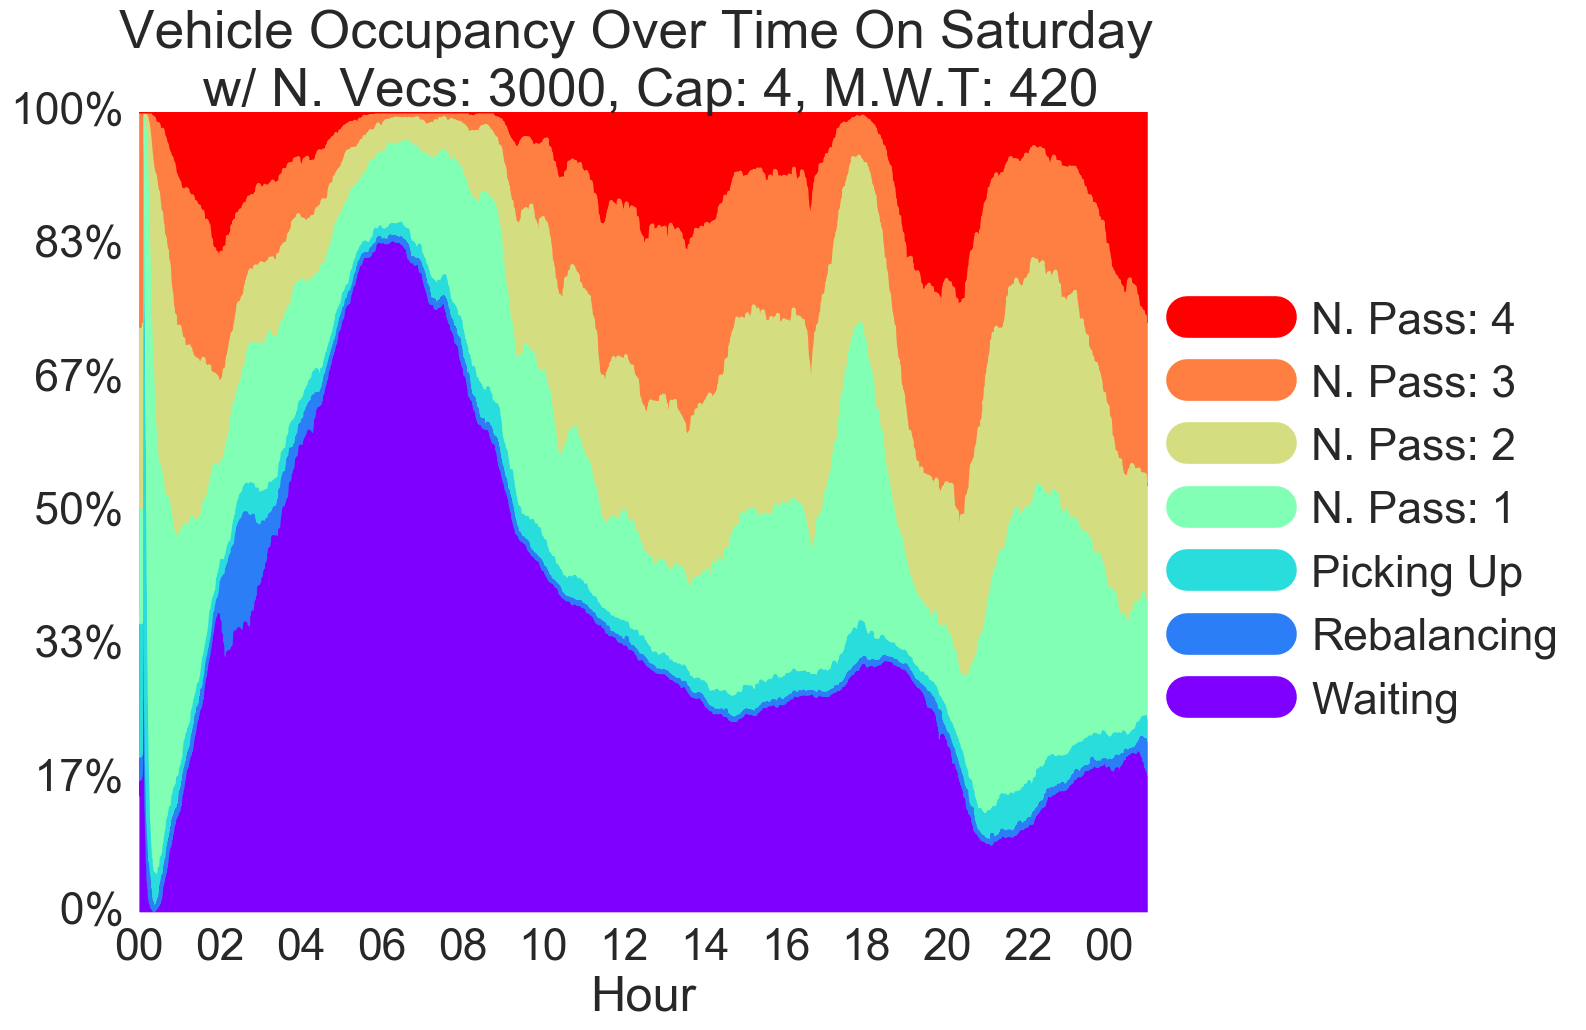 Vehicle Occupancy Over Time On Saturday
w/ N. Vecs: 3000, Cap: 4, M.W.T: 420
100%
83%
67%
50%
33%
17%
0%
00 02 04 06 08 10 12 14 16 18 20 22 00
Hour
N. Pass: 4
N. Pass: 3
N. Pass: 2
N. Pass: 1
Picking Up
Rebalancing
Waiting